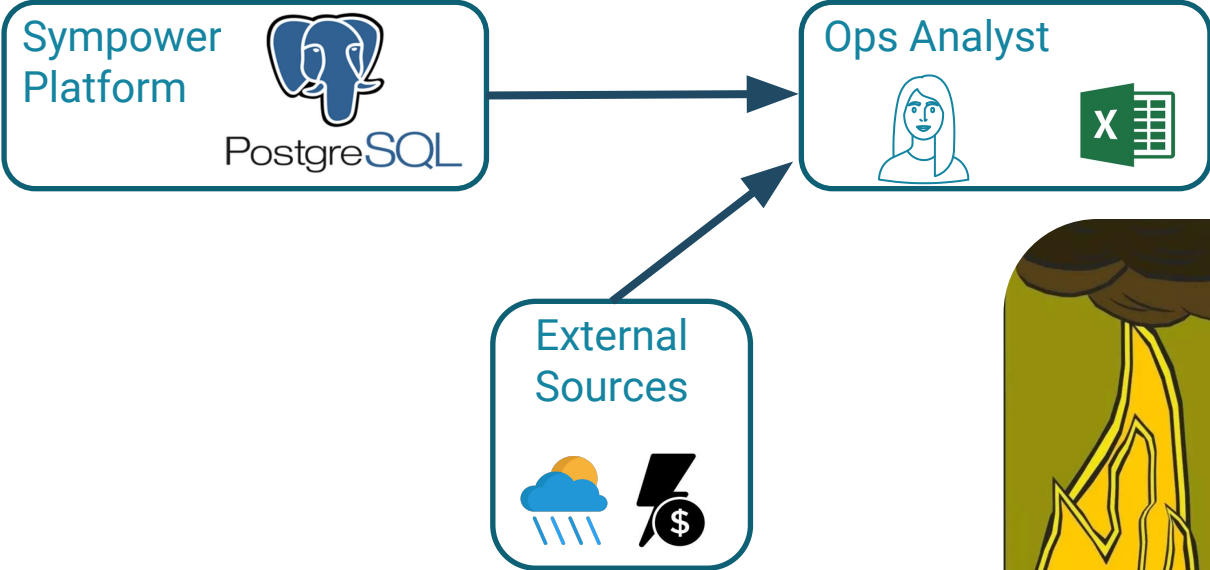 Sympower
Platform
PostgreSQL
Ops Analyst
X
External
Sources
$